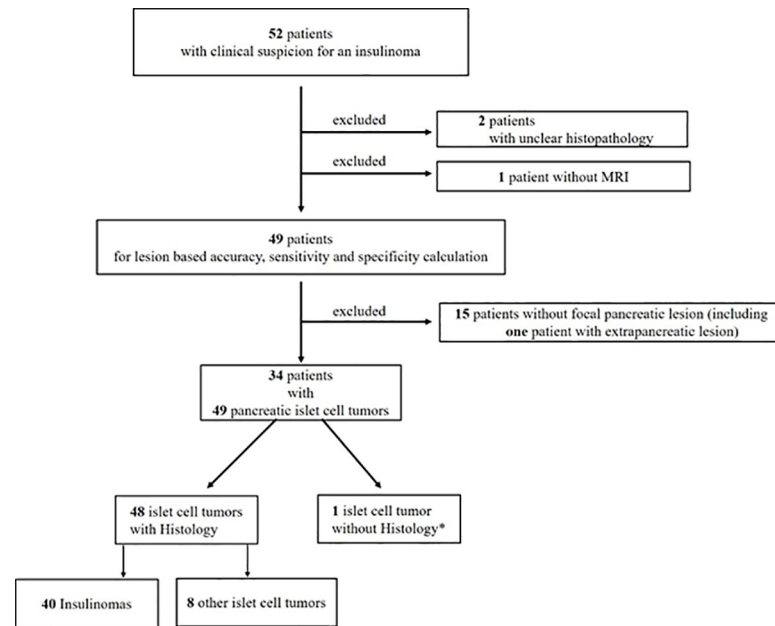 52 patients
with clinical suspicion for an insulinoma
excluded
2 patients
with unclear histopathology
excluded
1 patient without MRI
49 patients
for lesion based accuracy, sensitivity and specificity calculation
excluded
15 patients without focal pancreatic lesion (including
one patient with extrapancreatic lesion)
34 patients
with
49 pancreatic islet cell tumors
48 islet cell tumors
with Histology
1 islet cell tumor
without Histology*
40 Insulinomas
8 other islet cell tumors